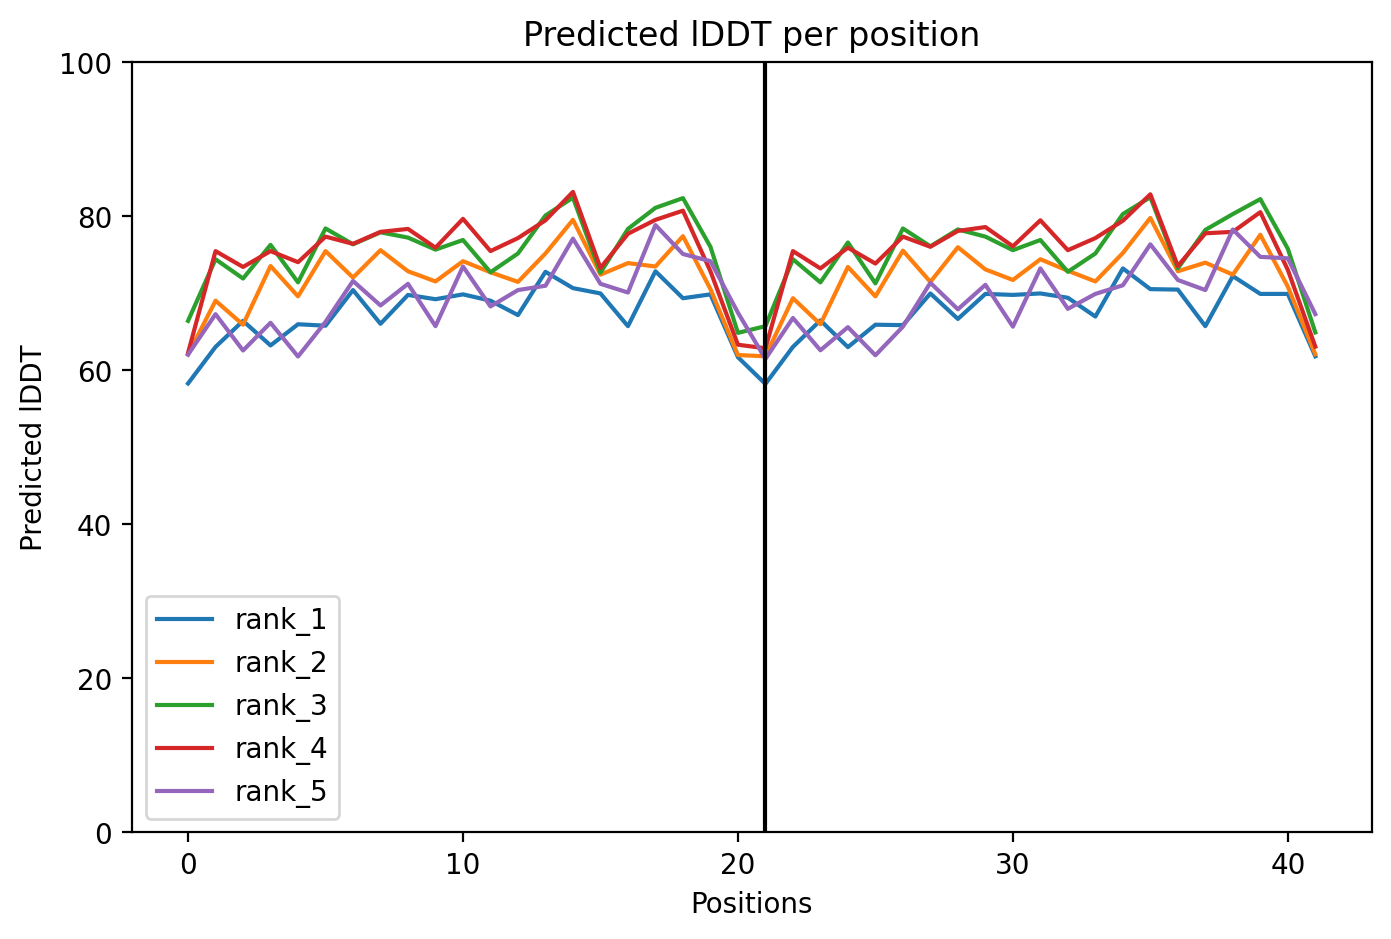 Predicted lDDT per position
100
80
60
40
20
0
Predicted lDDT
rank_1
rank_2
rank_3
rank_4
rank_5
0 10 20 30 40
Positions